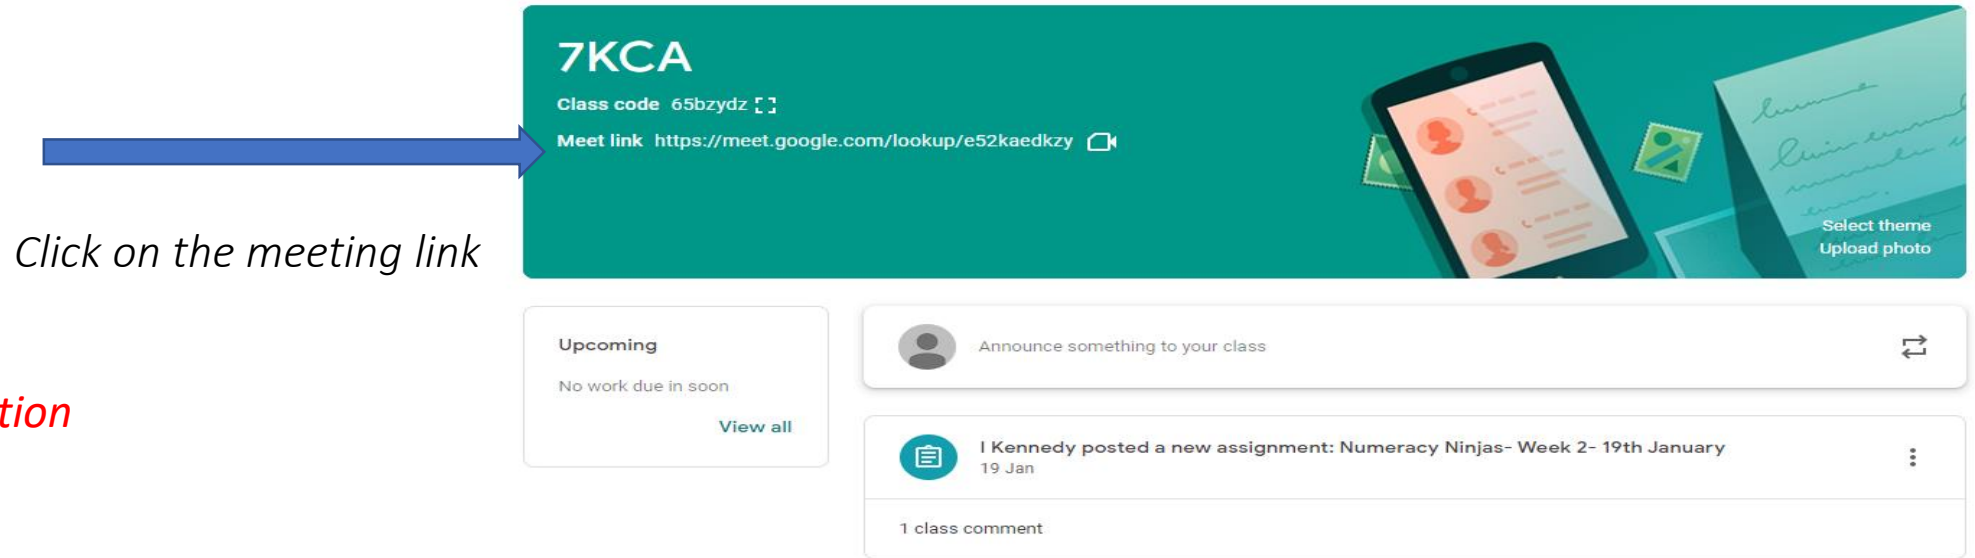 7KCA
Class code 65bzydz
Meet link https://meet.google.com/lookup/e52kaedkzy
Click on the meeting link
Select theme
Upload photo
Upcoming
No work due in soon
View all
tion
Announce something to your class
I Kennedy posted a new assignment: Numeracy Ninjas- Week 2- 19th January
19 Jan
1 class comment